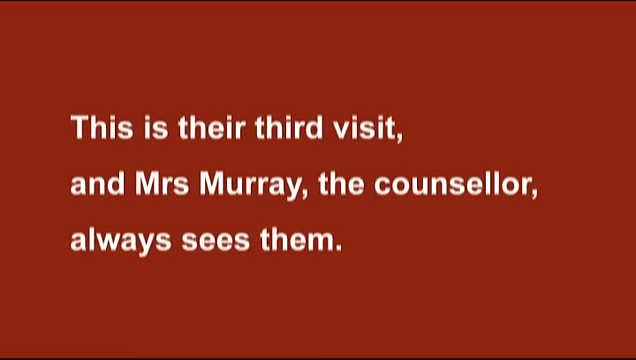 This is their third visit,
and Mrs Murray, the counsellor,
always sees them.